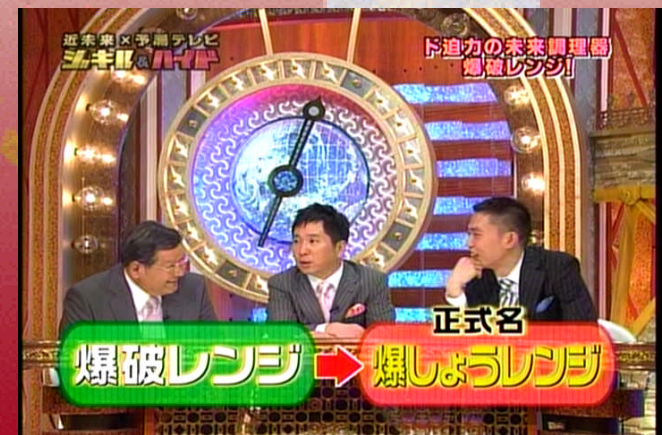 近未来×予測テレビ
ジキル&ハイド
ド迫力の未来調理器
爆破レンジ!
正式名
爆破レンジ
爆しょうレンジ